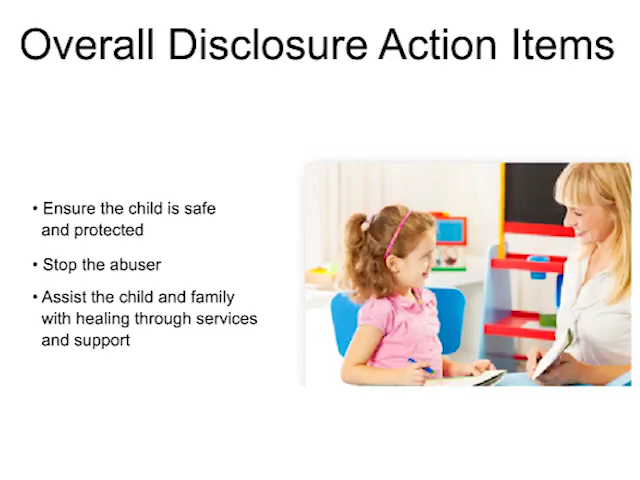 Overall Disclosure Action Items
• Ensure the child is safe
and protected
• Stop the abuser
• Assist the child and family
with healing through services
and support